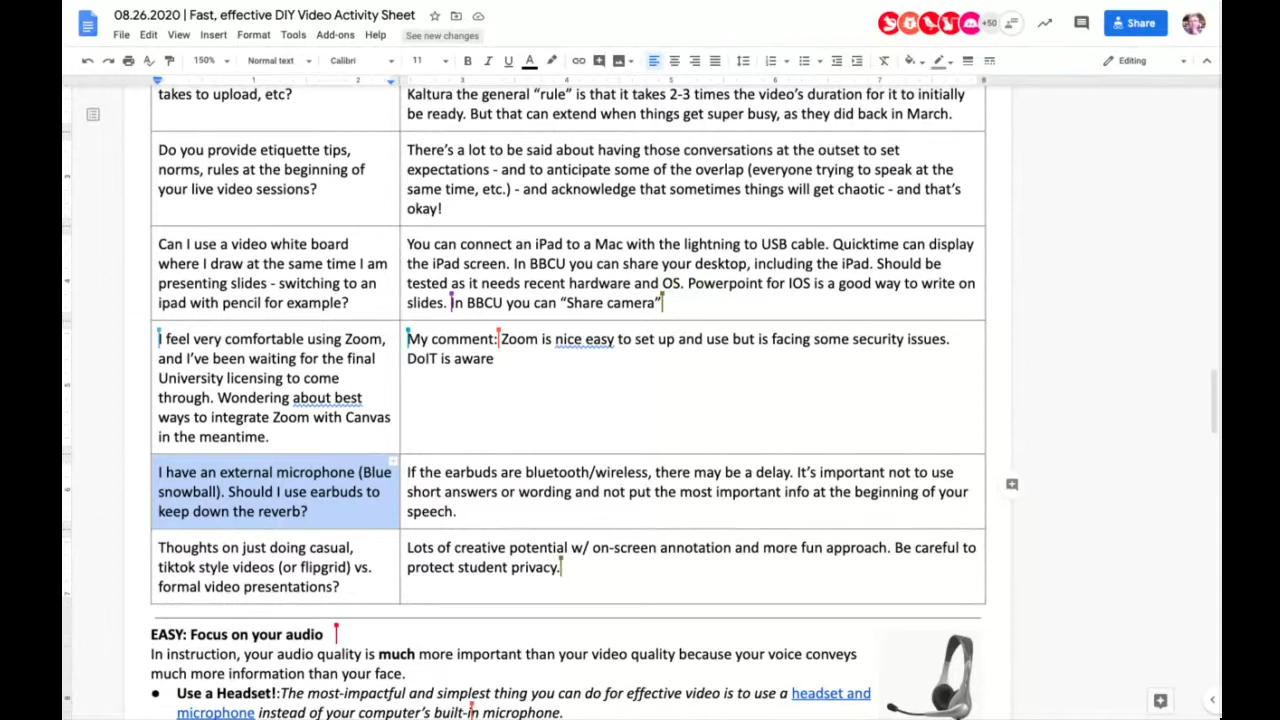 08.26.2020 | Fast, effective DIY Video Activity Sheet
+50
Share
File Edit View Insert Format Tools Add-ons Help See new changes
150% Normal text Calibri 11 B I U A Editing
1 2 3 4 5 6 7 8
takes to upload, etc?
Kaltura the general “rule” is that it takes 2-3 times the video’s duration for it to initially
be ready. But that can extend when things get super busy, as they did back in March.
Do you provide etiquette tips,
norms, rules at the beginning of
your live video sessions?
There’s a lot to be said about having those conversations at the outset to set
expectations - and to anticipate some of the overlap (everyone trying to speak at the
same time, etc.) - and acknowledge that sometimes things will get chaotic - and that’s
okay!
Can I use a video white board
where I draw at the same time I am
presenting slides - switching to an
ipad with pencil for example?
You can connect an iPad to a Mac with the lightning to USB cable. Quicktime can display
the iPad screen. In BBCU you can share your desktop, including the iPad. Should be
tested as it needs recent hardware and OS. Powerpoint for IOS is a good way to write on
slides. In BBCU you can “Share camera”
I feel very comfortable using Zoom,
and I’ve been waiting for the final
University licensing to come
through. Wondering about best
ways to integrate Zoom with Canvas
in the meantime.
My comment: Zoom is nice easy to set up and use but is facing some security issues.
DoIT is aware
I have an external microphone (Blue
snowball). Should I use earbuds to
keep down the reverb?
If the earbuds are bluetooth/wireless, there may be a delay. It’s important not to use
short answers or wording and not put the most important info at the beginning of your
speech.
Thoughts on just doing casual,
tiktok style videos (or flipgrid) vs.
formal video presentations?
Lots of creative potential w/ on-screen annotation and more fun approach. Be careful to
protect student privacy.
EASY: Focus on your audio
In instruction, your audio quality is much more important than your video quality because your voice conveys
much more information than your face.
● Use a Headset!:The most-impactful and simplest thing you can do for effective video is to use a headset and
microphone instead of your computer’s built-in microphone.